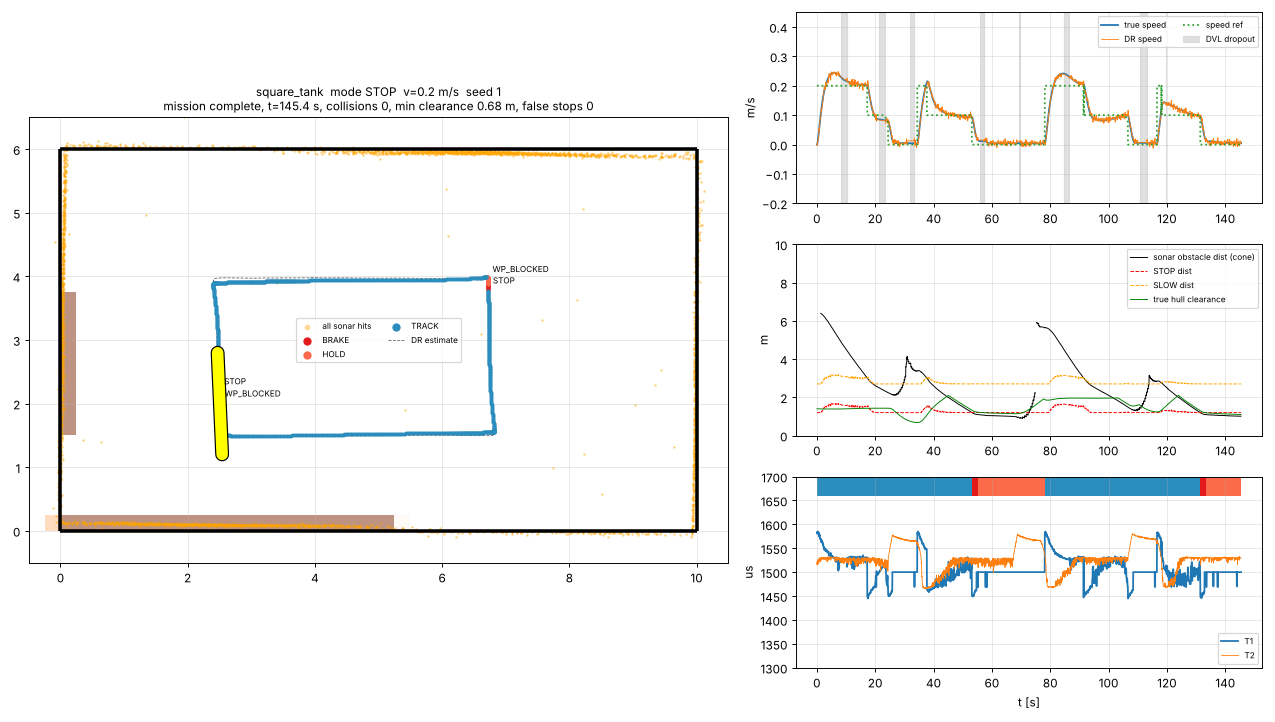 square_tank  mode STOP  v=0.2 m/s  seed 1
mission complete, t=145.4 s, collisions 0, min clearance 0.68 m, false stops 0
6
5
4
3
2
1
0
0
2
4
6
8
10
WP_BLOCKED
STOP
STOP
WP_BLOCKED
all sonar hits
BRAKE
HOLD
TRACK
DR estimate
m/s
0.4
0.3
0.2
0.1
0.0
−0.1
−0.2
0
20
40
60
80
100
120
140
true speed
DR speed
speed ref
DVL dropout
m
10
8
6
4
2
0
0
20
40
60
80
100
120
140
sonar obstacle dist (cone)
STOP dist
SLOW dist
true hull clearance
us
1700
1650
1600
1550
1500
1450
1400
1350
1300
0
20
40
60
80
100
120
140
T1
T2
t [s]